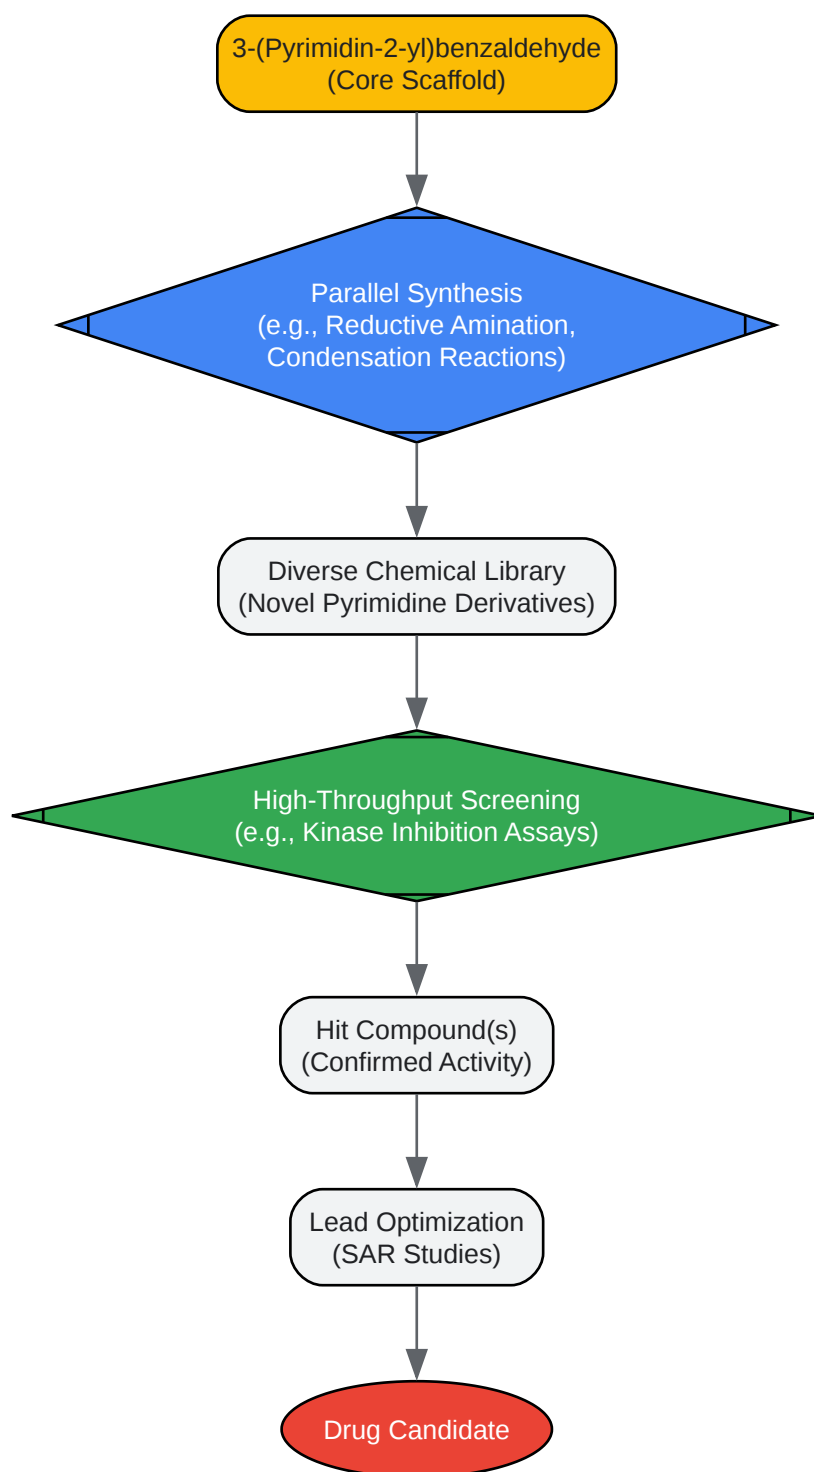 3-(Pyrimidin-2-yl)benzaldehyde
(Core Scaffold)
Parallel Synthesis
(e.g., Reductive Amination,
Condensation Reactions)
Diverse Chemical Library
(Novel Pyrimidine Derivatives)
High-Throughput Screening
(e.g., Kinase Inhibition Assays)
Hit Compound(s)
(Confirmed Activity)
Lead Optimization
(SAR Studies)
Drug Candidate